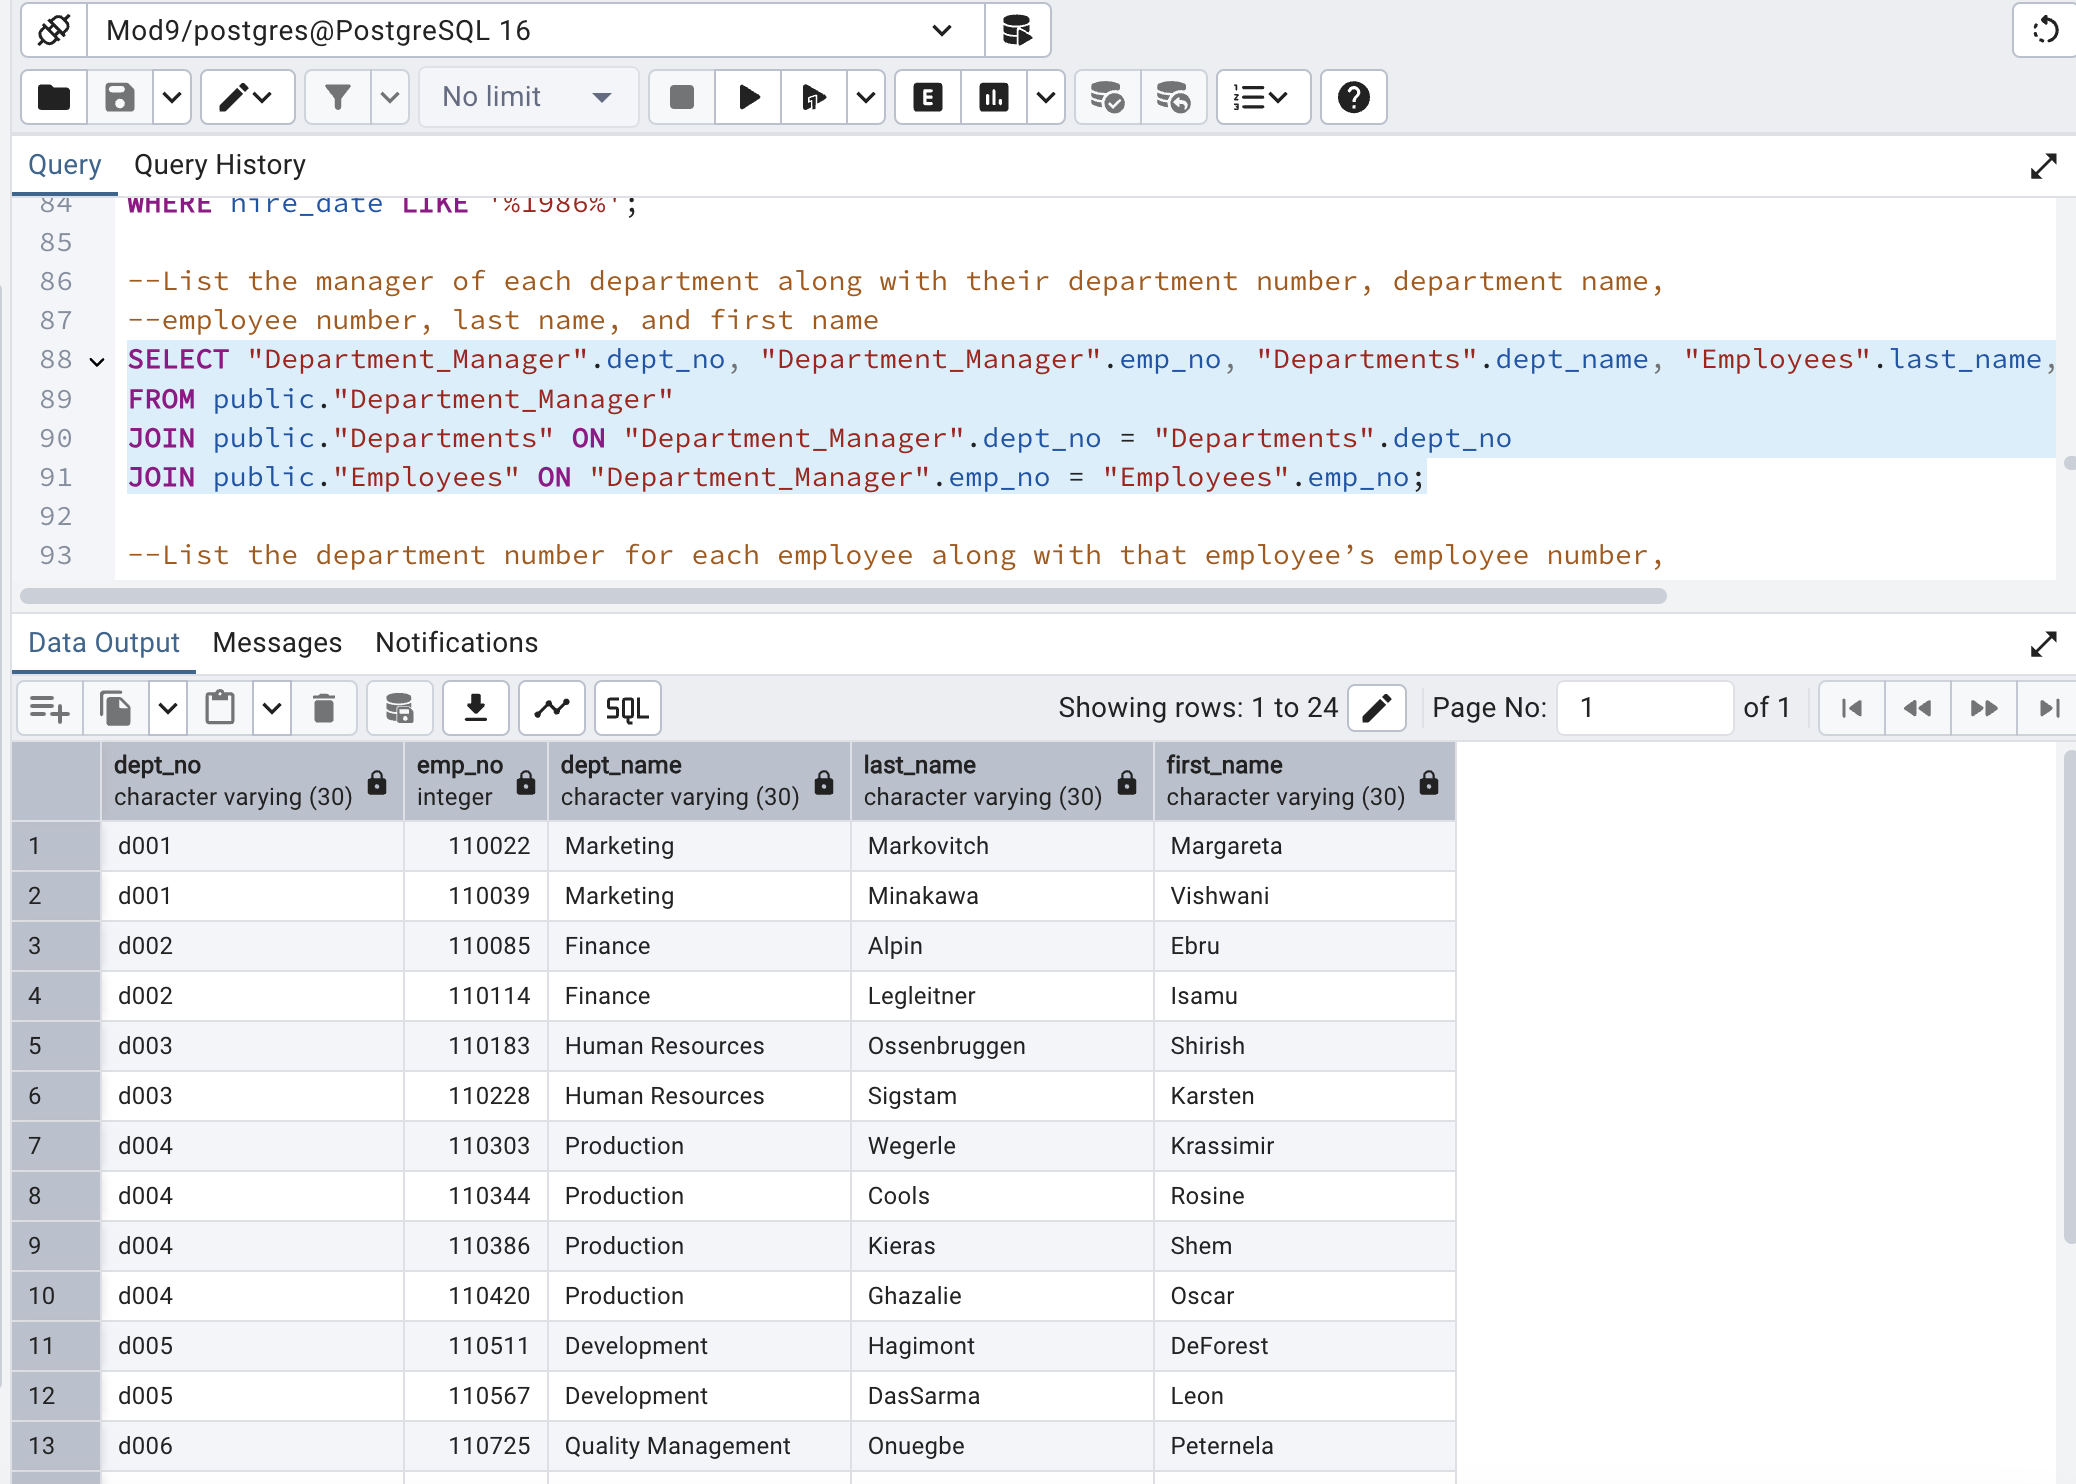 Mod9/postgres@PostgreSQL 16
No limit
E
Query Query History
84 WHERE hire_date LIKE '%1986%';
85
86 --List the manager of each department along with their department number, department name,
87 --employee number, last name, and first name
88 SELECT "Department_Manager".dept_no, "Department_Manager".emp_no, "Departments".dept_name, "Employees".last_name,
89 FROM public."Department_Manager"
90 JOIN public."Departments" ON "Department_Manager".dept_no = "Departments".dept_no
91 JOIN public."Employees" ON "Department_Manager".emp_no = "Employees".emp_no;
92
93 --List the department number for each employee along with that employee’s employee number,
Data Output Messages Notifications
SQL Showing rows: 1 to 24 Page No: 1 of 1
dept_no emp_no dept_name last_name first_name
character varying (30) integer character varying (30) character varying (30) character varying (30)
1 d001 110022 Marketing Markovitch Margareta
2 d001 110039 Marketing Minakawa Vishwani
3 d002 110085 Finance Alpin Ebru
4 d002 110114 Finance Legleitner Isamu
5 d003 110183 Human Resources Ossenbruggen Shirish
6 d003 110228 Human Resources Sigstam Karsten
7 d004 110303 Production Wegerle Krassimir
8 d004 110344 Production Cools Rosine
9 d004 110386 Production Kieras Shem
10 d004 110420 Production Ghazalie Oscar
11 d005 110511 Development Hagimont DeForest
12 d005 110567 Development DasSarma Leon
13 d006 110725 Quality Management Onuegbe Peternela